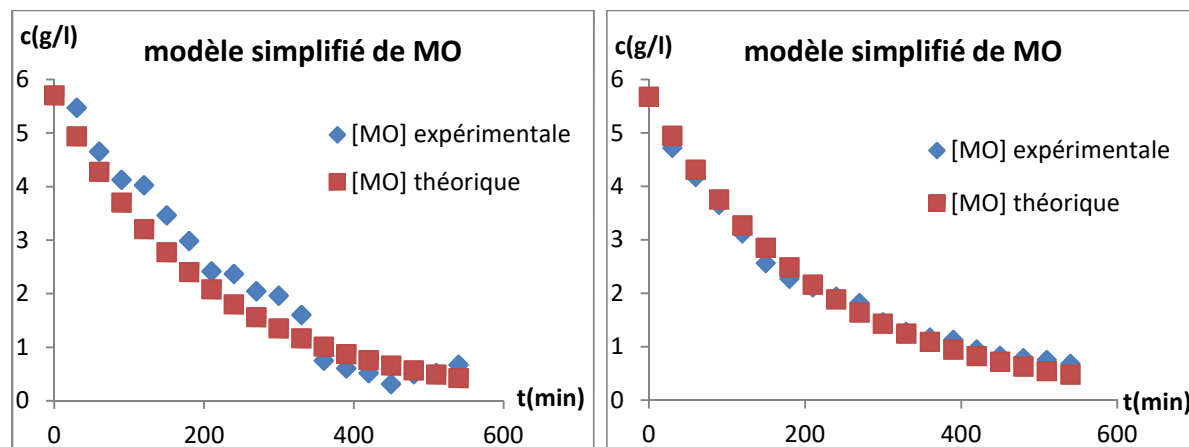 c(g/l)
modèle simplifié de MO
6
5
4
3
2
1
0
[MO] expérimentale
[MO] théorique
t(min)
0 200 400 600
c(g/l)
modèle simplifié de MO
6
5
4
3
2
1
0
[MO] expérimentale
[MO] théorique
t(min)
0 200 400 600